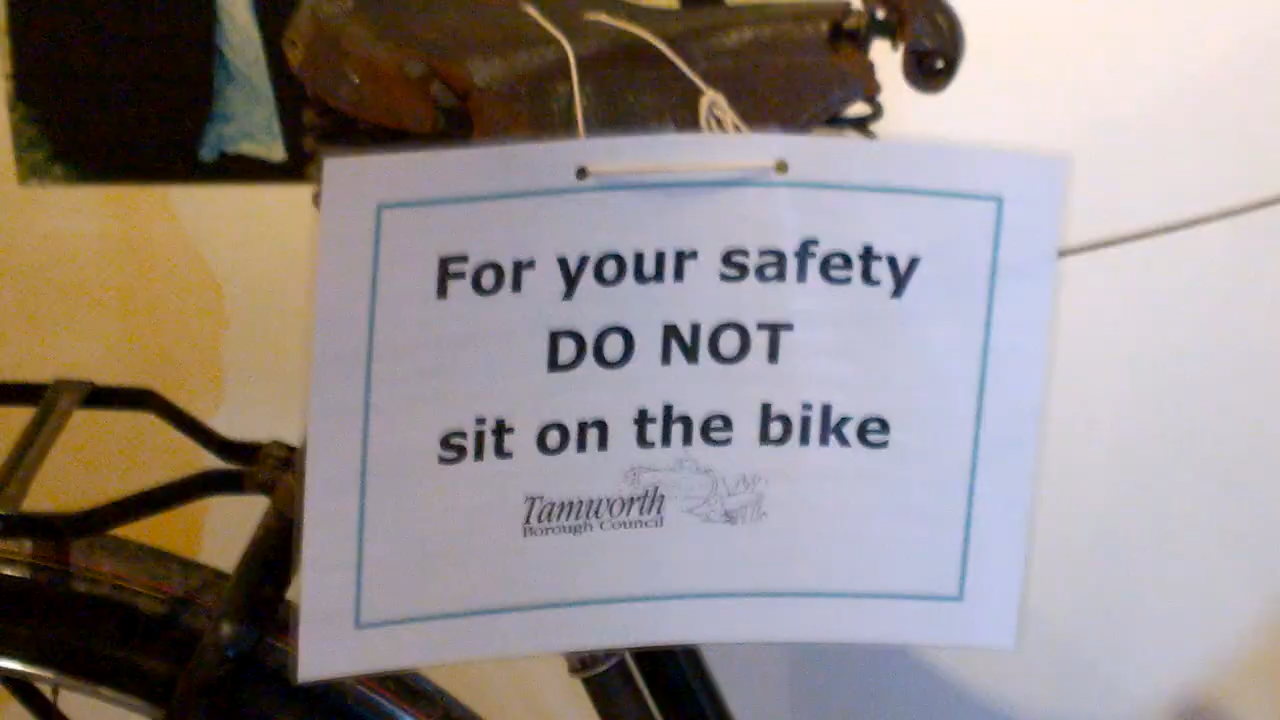 For your safety
DO NOT
sit on the bike
Tamworth
Borough Council